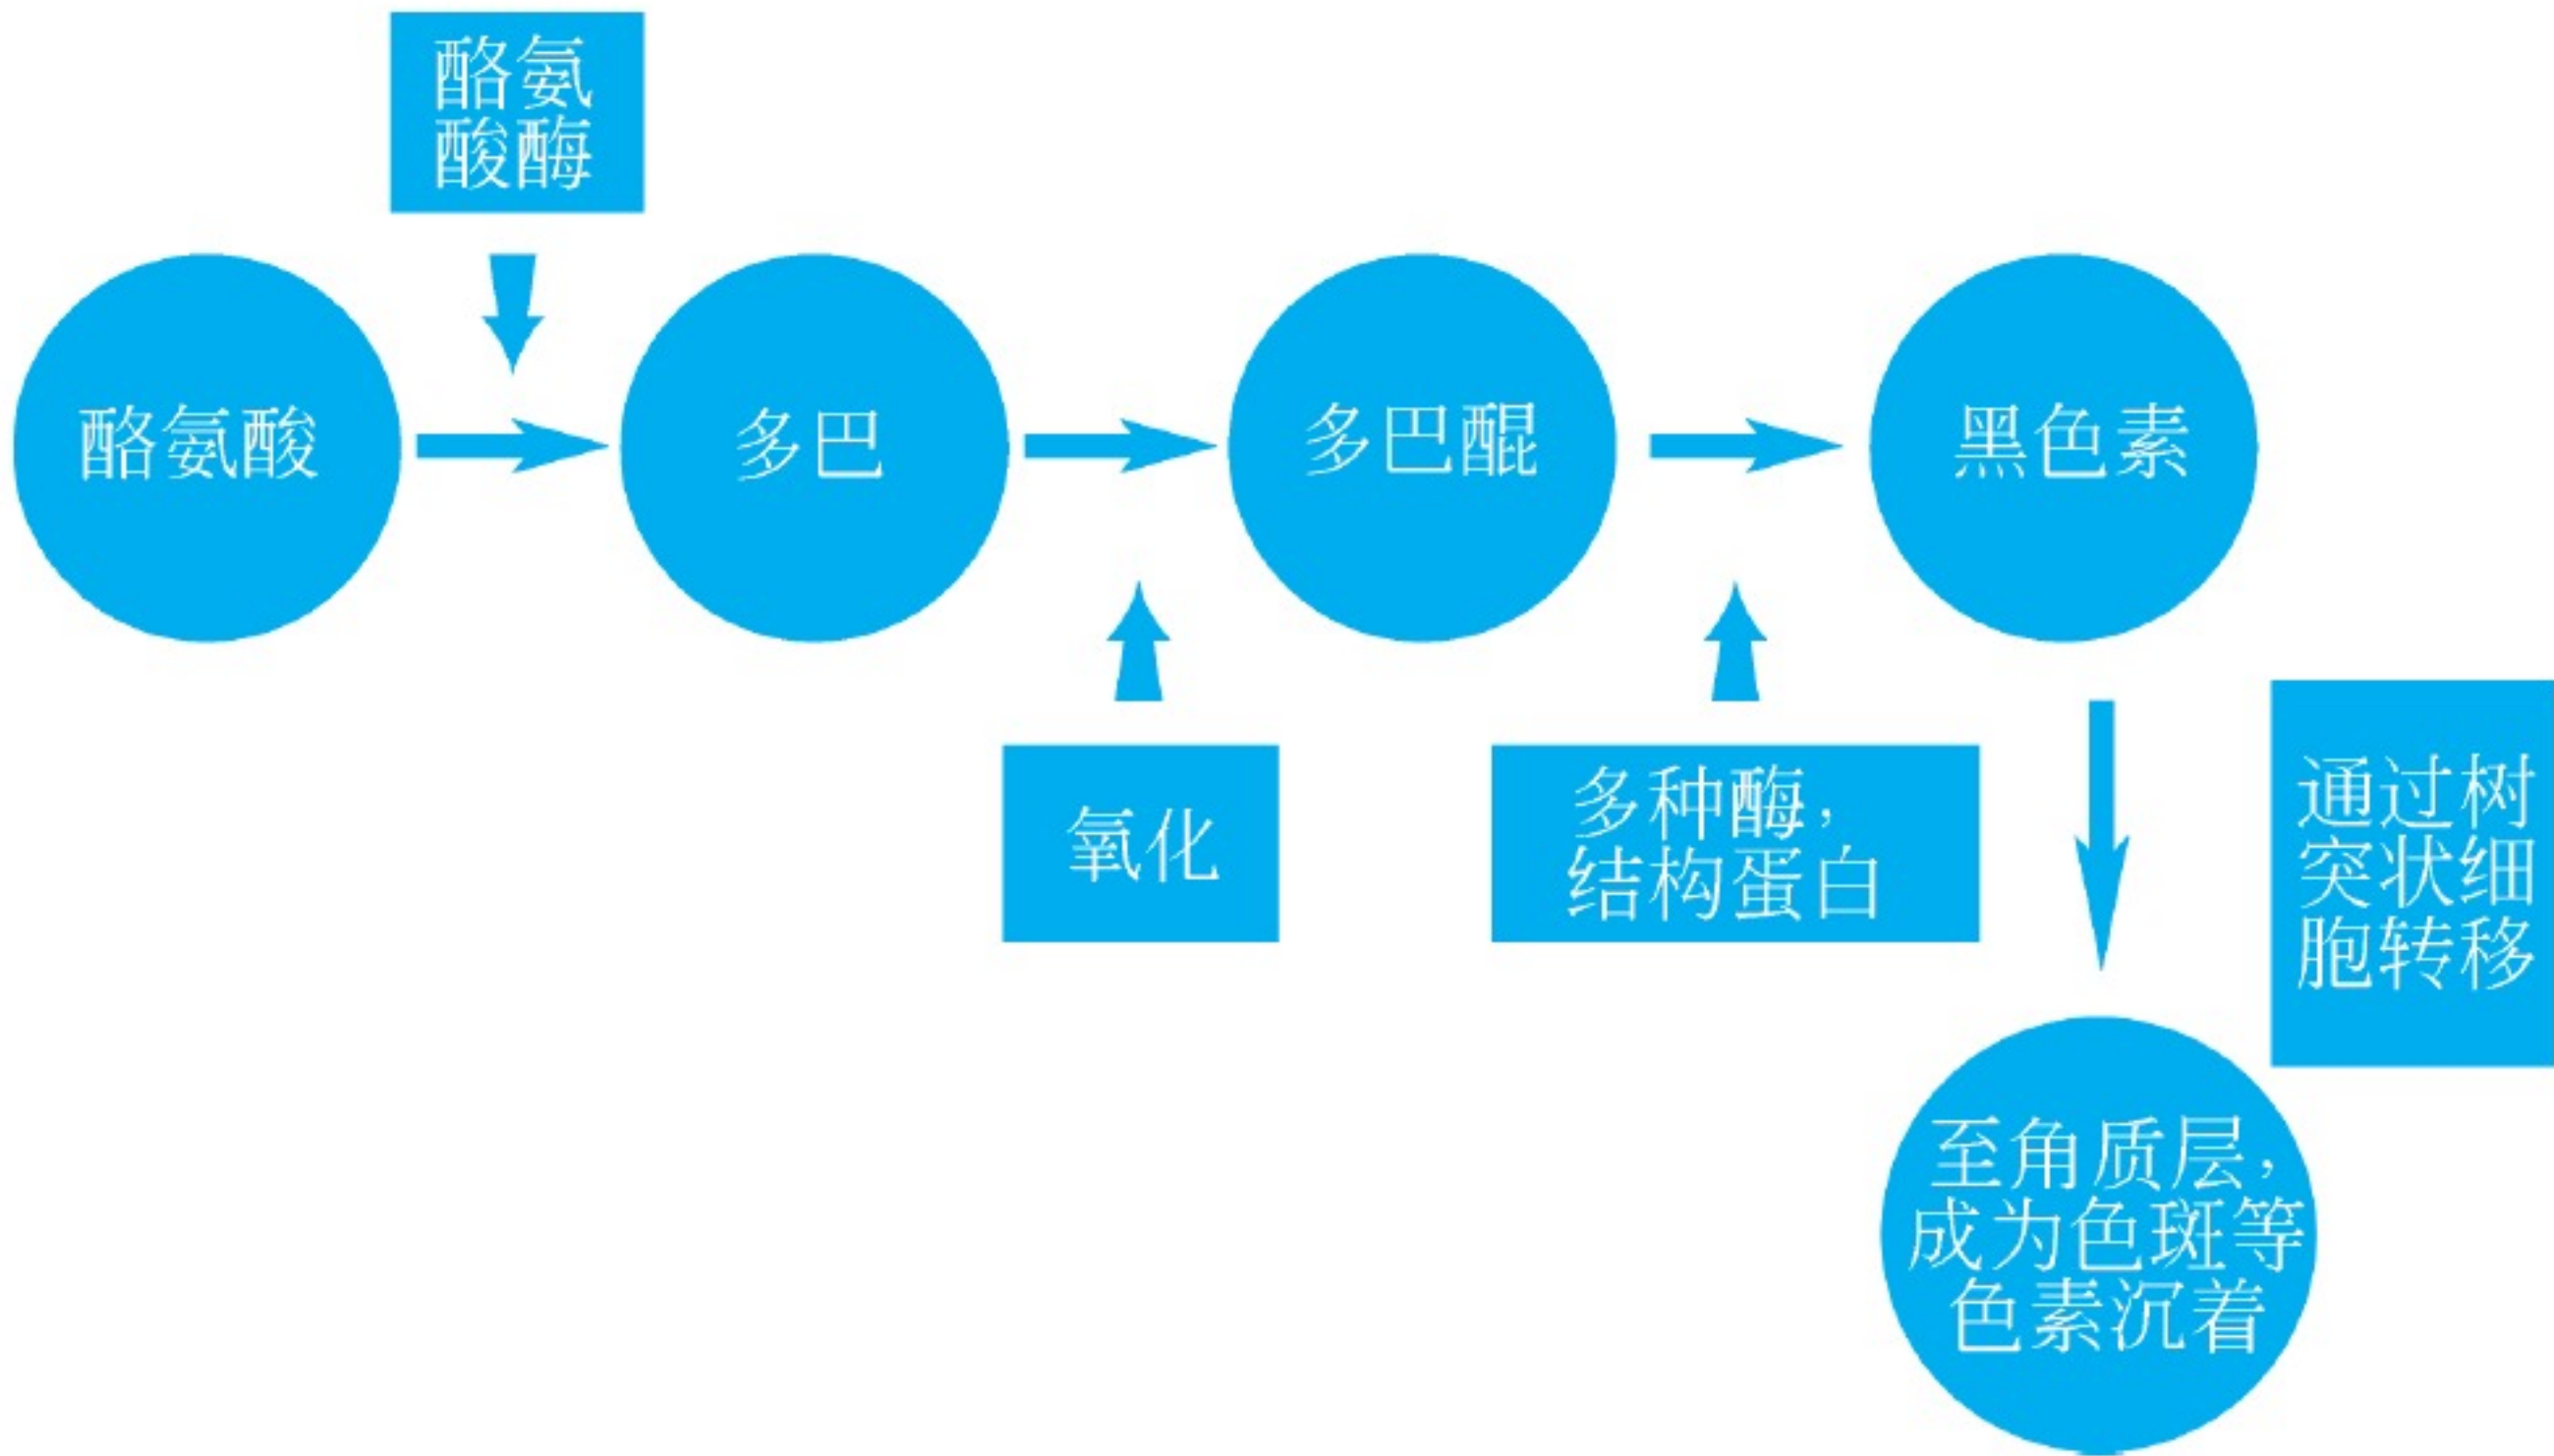 酪氨
酸酶
酪氨酸
多巴
多巴醌
黑色素
氧化
多种酶，
结构蛋白
通过树
突状细
胞转移
至角质层，
成为色斑等
色素沉着